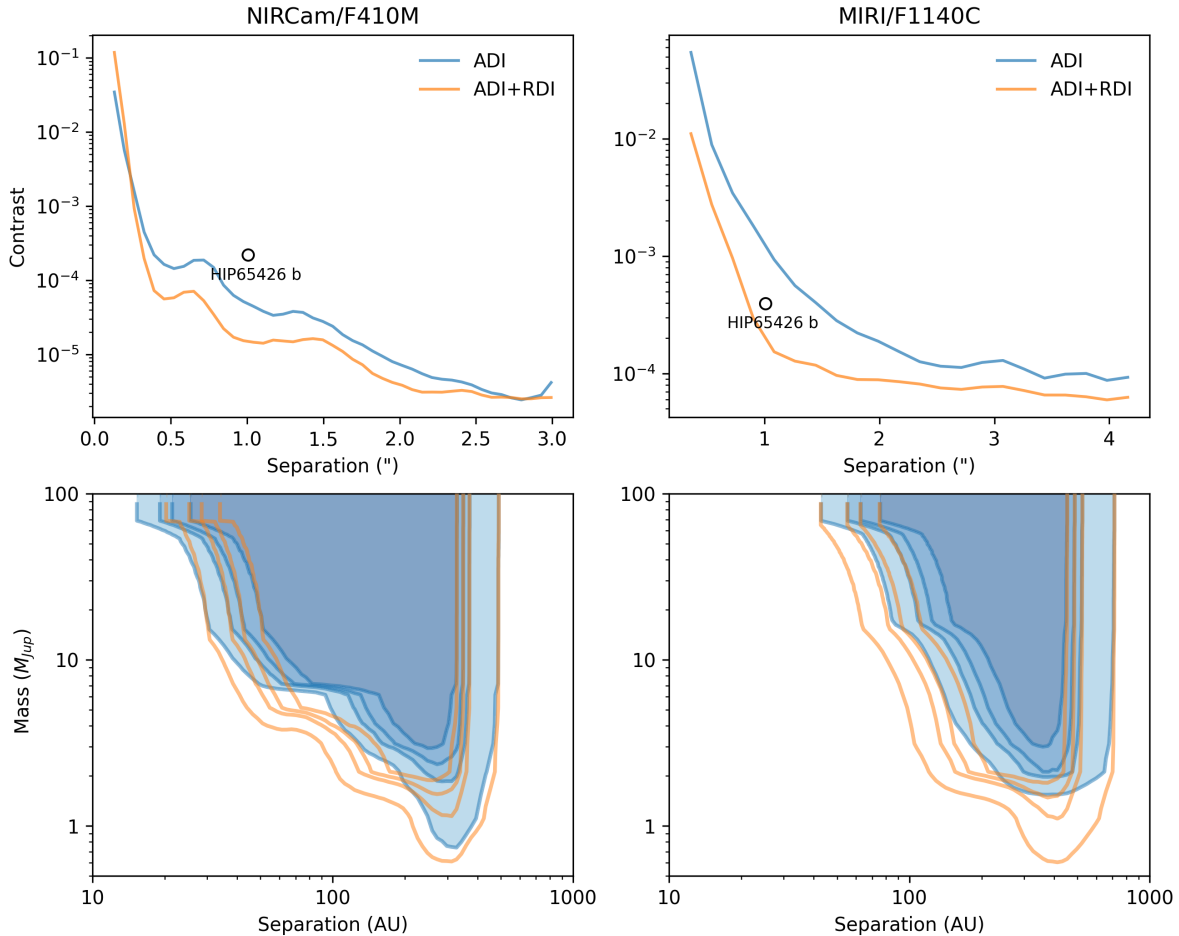 NIRCam/F410M
MIRI/F1140C
10⁻¹
10⁻²
10⁻³
10⁻⁴
10⁻⁵
Contrast
ADI
ADI+RDI
HIP65426 b
0.0 0.5 1.0 1.5 2.0 2.5 3.0
Separation (")
10⁻²
10⁻³
10⁻⁴
ADI
ADI+RDI
HIP65426 b
1 2 3 4
Separation (")
100
10
1
Mass (M_Jup)
10 100 1000
Separation (AU)
100
10
1
10 100 1000
Separation (AU)